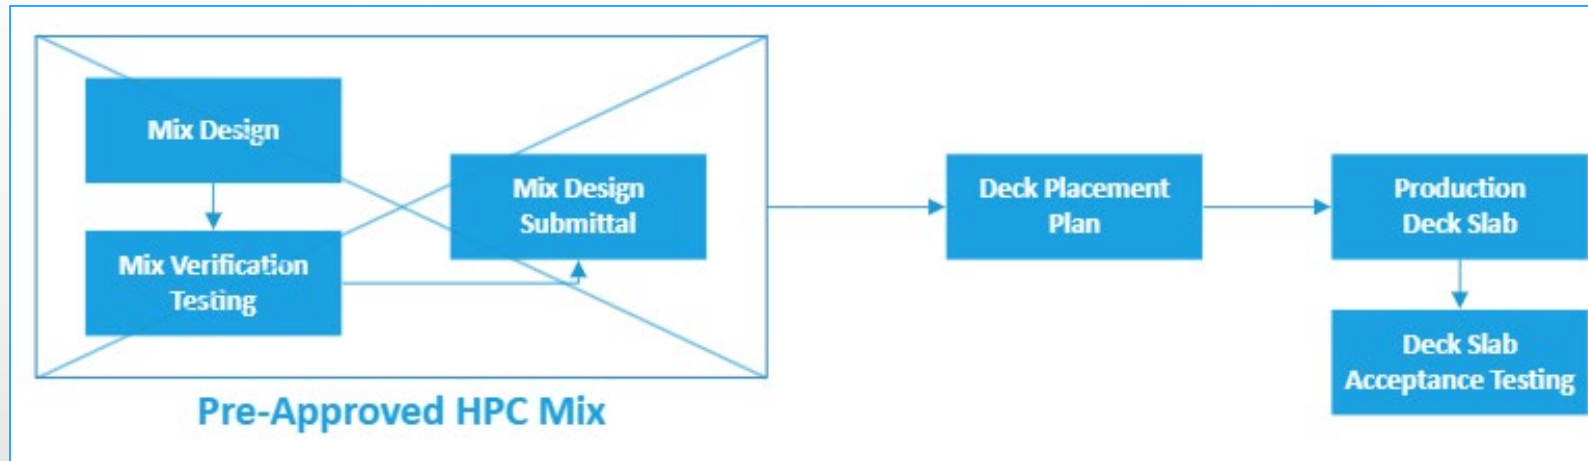 Mix Design
Mix Verification
Testing
Mix Design
Submittal
Pre-Approved HPC Mix
Deck Placement
Plan
Production
Deck Slab
Deck Slab
Acceptance Testing